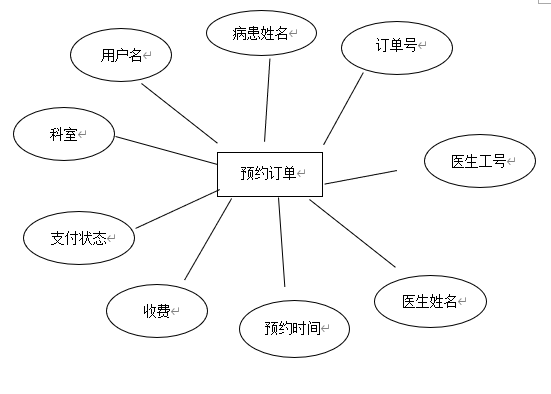 病患姓名
订单号
用户名
科室
医生工号
预约订单
支付状态
医生姓名
收费
预约时间